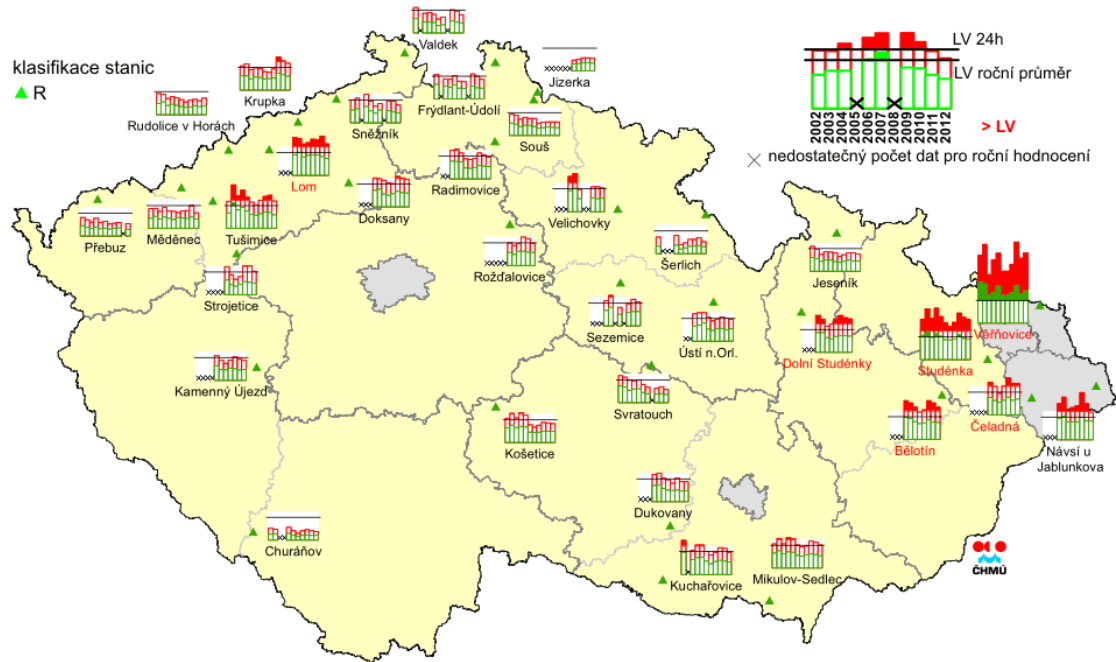 Valdek
Jizerka
klasifikace stanic
R
Krupka
Rudolice v Horách
Sněžník
Frýdlant-Údolí
Souš
LV 24h
LV roční průměr
2002
2003
2004
2005
2006
2007
2008
2009
2010
2011
2012
> LV
nedostatečný počet dat pro roční hodnocení
Lom
Radimovice
Doksany
Velichovky
Přebuz
Měděnec
Tušimice
Strojetice
Rožďalovice
Šerlich
Jeseník
Sezemice
Ústí n.Orl.
Dolní Studénky
Studénka
Věřňovice
Kamenný Újezd
Svratouch
Košetice
Bělotín
Čeladná
Návsí u
Jablunkova
Dukovany
Churáňov
Kuchařovice
Mikulov-Sedlec
ČHMÚ